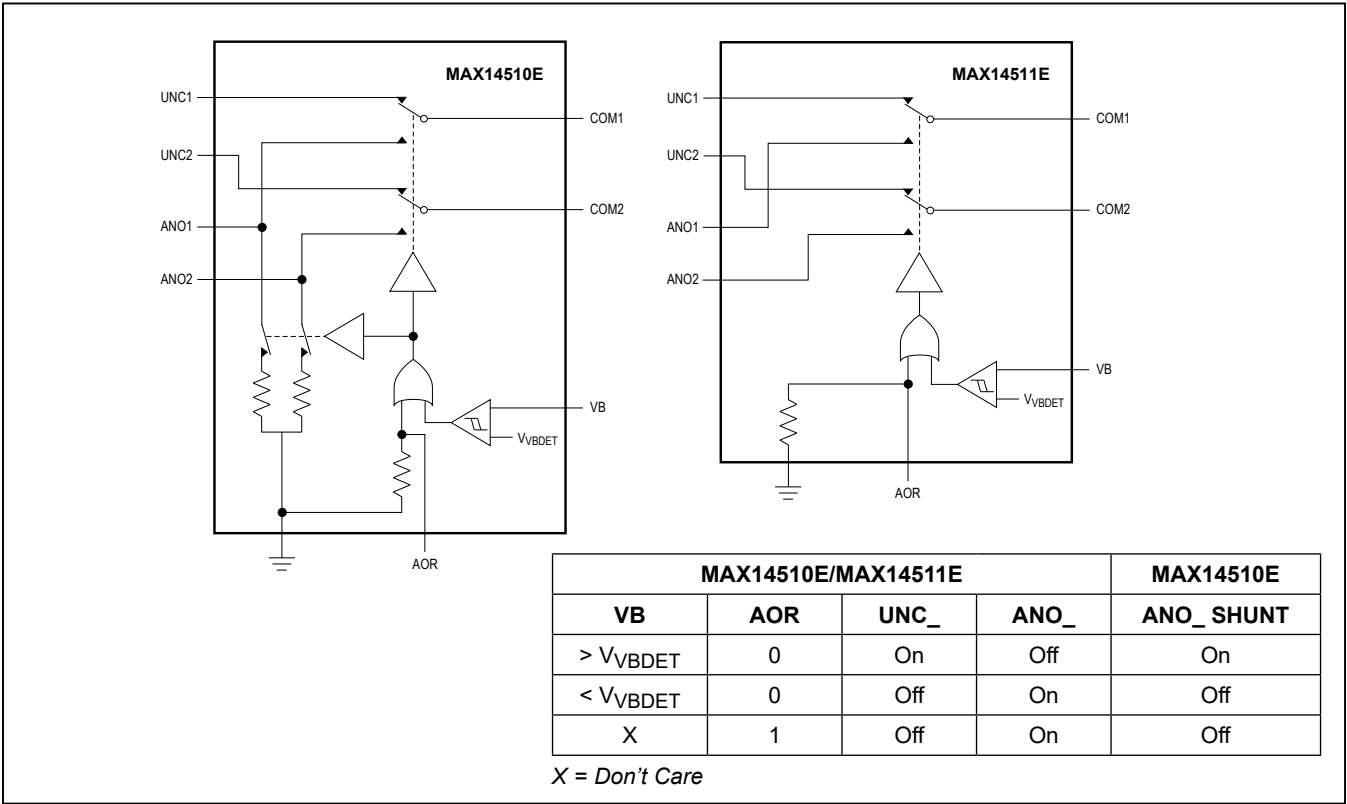 MAX14510E
UNC1
COM1
UNC2
COM2
ANO1
ANO2
VB
VVBDET
AOR
MAX14511E
UNC1
COM1
UNC2
COM2
ANO1
ANO2
VB
VVBDET
AOR
MAX14510E/MAX14511E MAX14510E
VB AOR UNC_ ANO_ ANO_ SHUNT
> VVBDET 0 On Off On
< VVBDET 0 Off On Off
X 1 Off On Off
X = Don't Care